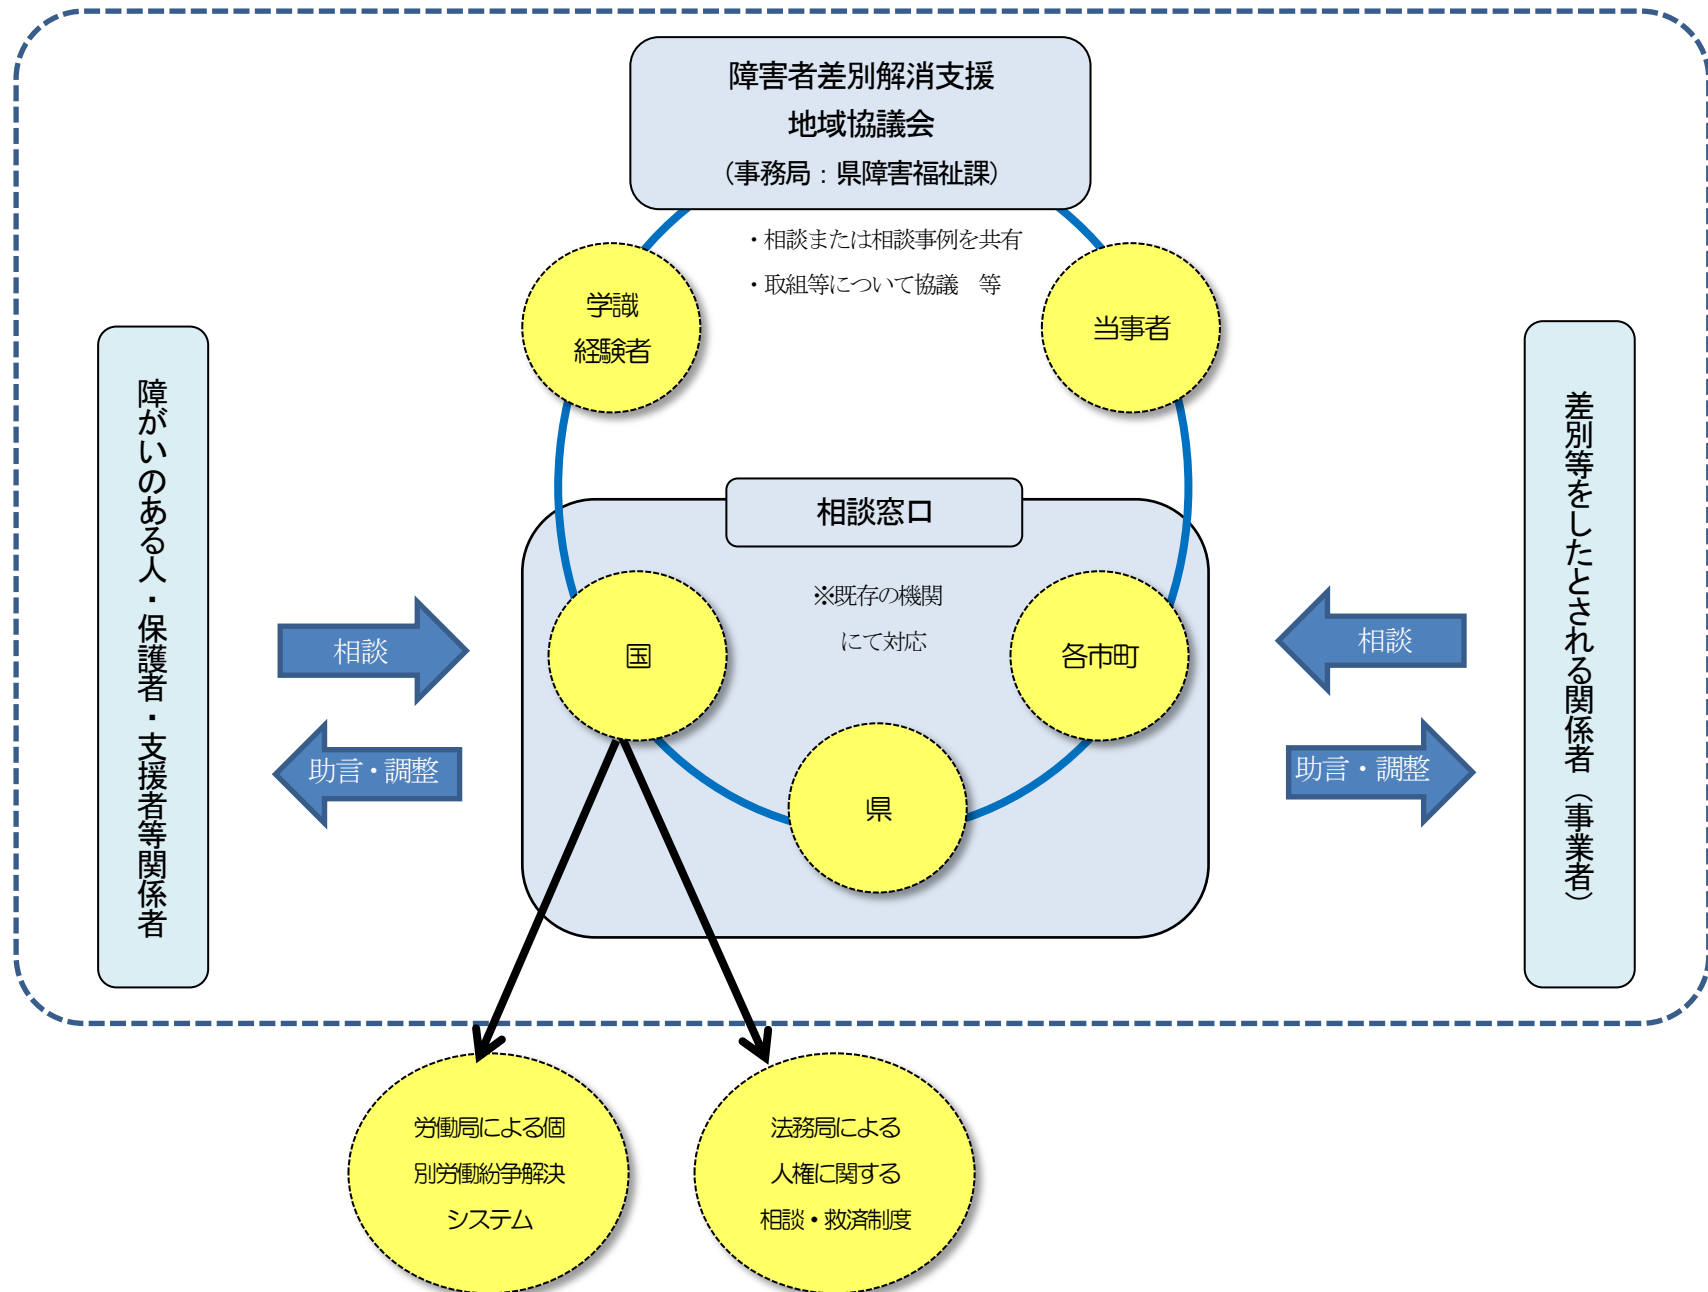 障害者差別解消支援
地域協議会
（事務局：県障害福祉課）
・相談または相談事例を共有
・取組等について協議　等
学識
経験者
当事者
障がいのある人・保護者・支援者等関係者
差別等をしたとされる関係者（事業者）
相談窓口
※既存の機関
にて対応
国
各市町
県
相談
助言・調整
相談
助言・調整
労働局による個
別労働紛争解決
システム
法務局による
人権に関する
相談・救済制度